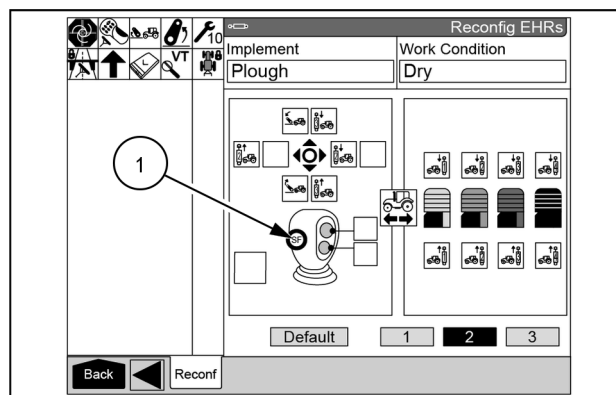 Reconfig EHRs
10
VT
Implement
Work Condition
Plough
Dry
1
SF
Default
1
2
3
Back
Reconf